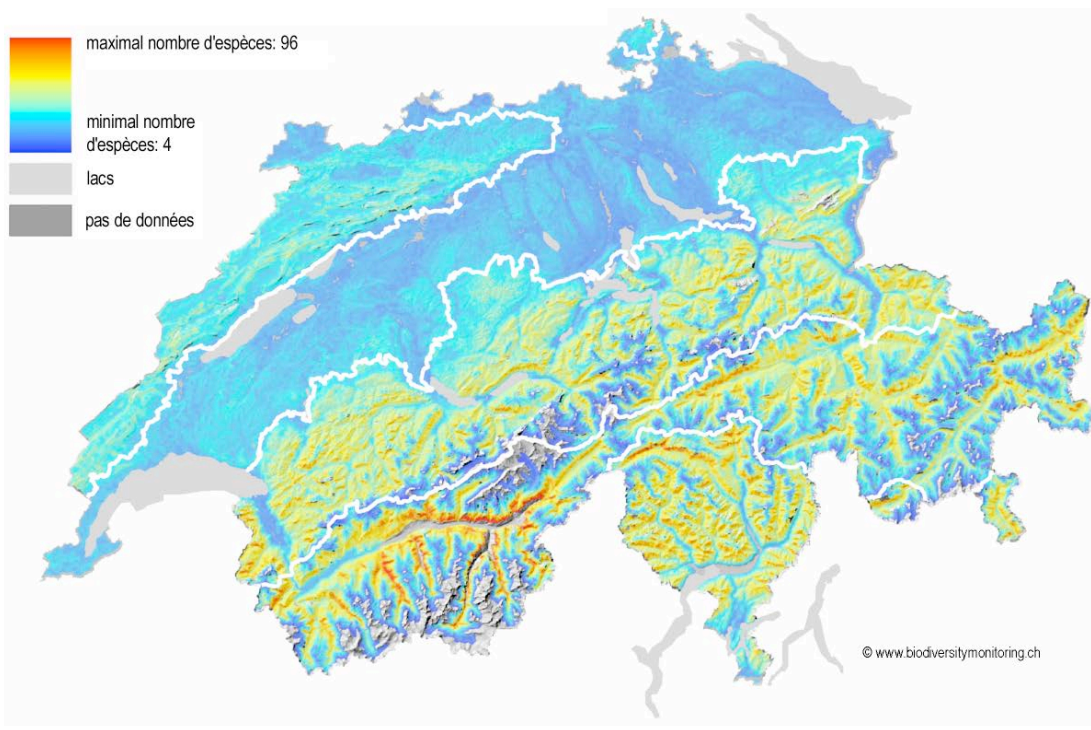 maximal nombre d'espèces: 96
minimal nombre
d'espèces: 4
lacs
pas de données
© www.biodiversitymonitoring.ch